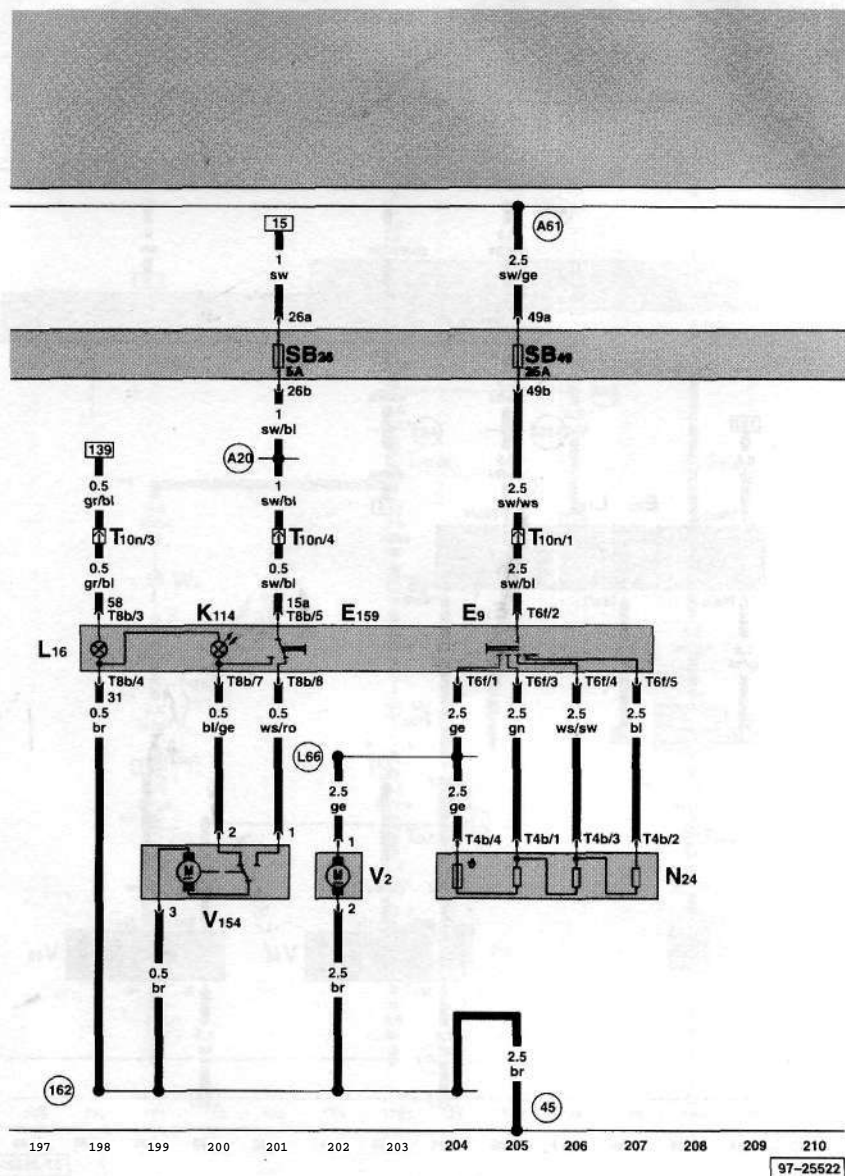 15
A61
1
sw
2.5
sw/ge
26a
49a
SB26
5A
SB49
25A
26b
49b
1
sw/bl
139
A20
0.5
gr/bl
1
sw/bl
2.5
sw/ws
T10n/3
T10n/4
T10n/1
0.5
gr/bl
0.5
sw/bl
2.5
sw/bl
58
T8b/3
K114
15a
T8b/5
E159
E9
T6f/2
L16
T8b/4
31
T8b/7
T8b/8
T6f/1
T6f/3
T6f/4
T6f/5
0.5
br
0.5
bl/ge
0.5
ws/ro
2.5
ge
2.5
gn
2.5
ws/sw
2.5
bl
L66
2.5
ge
2.5
ge
2
1
1
T4b/4
T4b/1
T4b/3
T4b/2
M
M
V2
N24
3
V154
2
0.5
br
2.5
br
2.5
br
162
45
197 198 199 200 201 202 203 204 205 206 207 208 209 210
97-25522